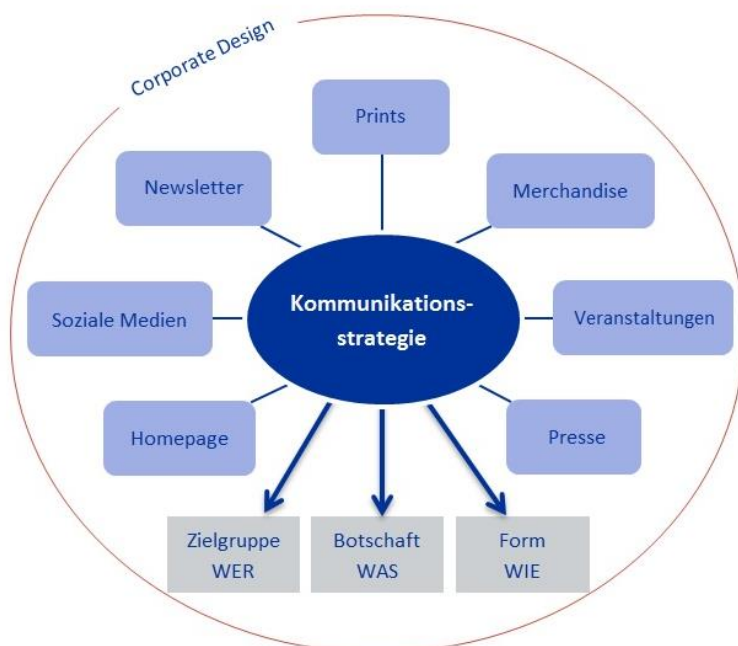 Corporate Design
Prints
Newsletter
Merchandise
Soziale Medien
Kommunikations-
strategie
Veranstaltungen
Homepage
Presse
Zielgruppe
WER
Botschaft
WAS
Form
WIE